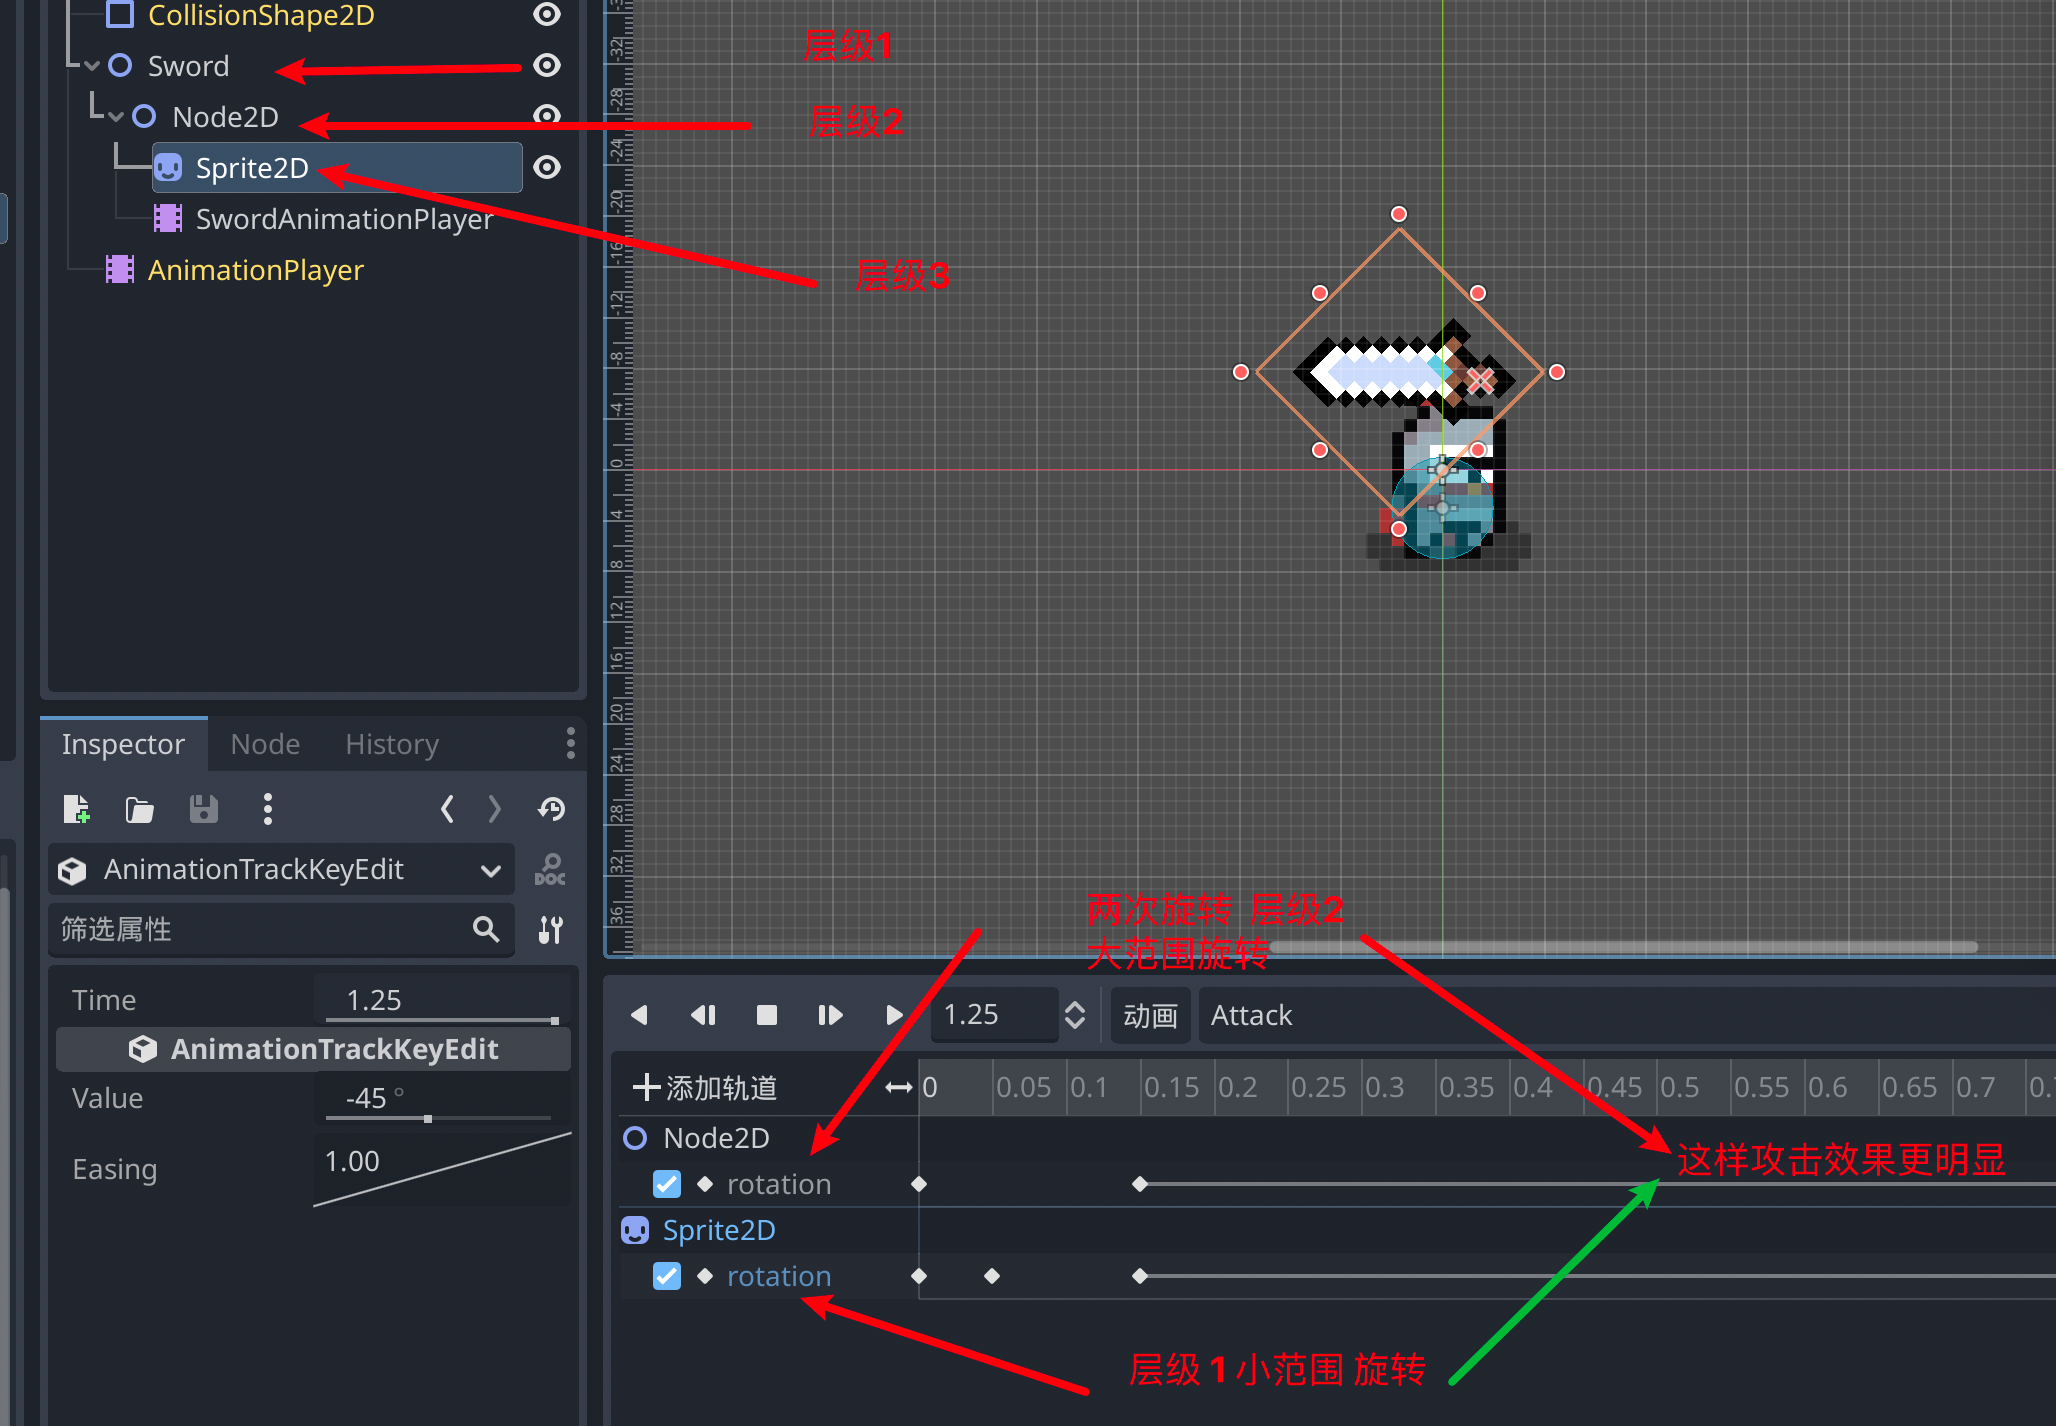 CollisionShape2D
Sword
Node2D
Sprite2D
SwordAnimationPlayer
AnimationPlayer
层级1
层级2
层级3
-32
-28
-24
-20
-16
-12
-8
-4
0
4
8
12
16
20
24
28
32
36
Inspector
Node
History
AnimationTrackKeyEdit
DOC
筛选属性
Time
1.25
AnimationTrackKeyEdit
Value
-45 °
Easing
1.00
两次旋转 层级2
大范围旋转
1.25
动画
Attack
添加轨道
0 0.05 0.1 0.15 0.2 0.25 0.3 0.35 0.4 0.45 0.5 0.55 0.6 0.65 0.7 0.
Node2D
这样攻击效果更明显
rotation
Sprite2D
rotation
层级 1 小范围 旋转